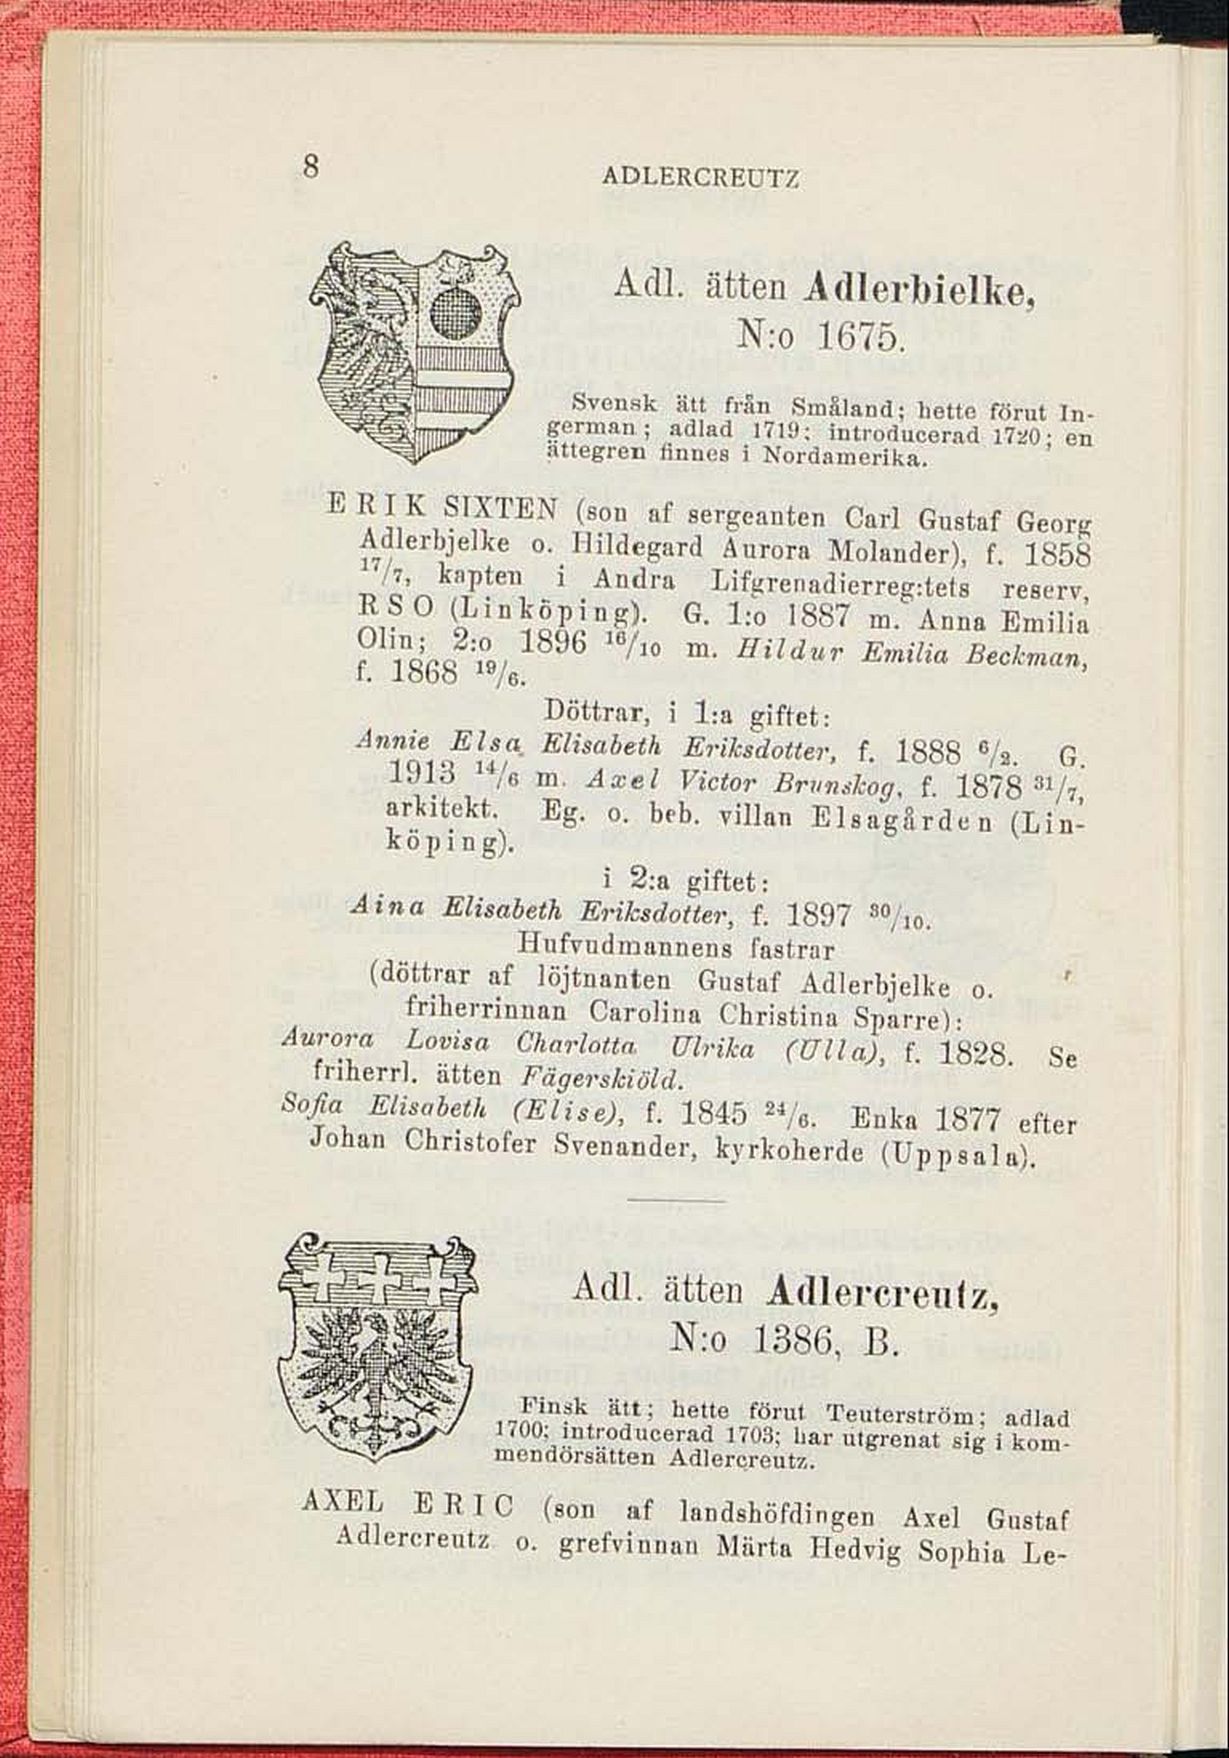 8
ADLERCREUTZ
Adl. ätten Adlerbielke,
N:o 1675.
Svensk ätt från Småland; hette förut In-
german; adlad 1719; introducerad 1720; en
ättegren finnes i Nordamerika.
ERIK SIXTEN (son af sergeanten Carl Gustaf Georg
Adlerbjelke o. Hildegard Aurora Molander), f. 1858
17/7, kapten i Andra Lifgrenadierreg:tets reserv,
RSO (Linköping). G. 1:o 1887 m. Anna Emilia
Olin; 2:o 1896 16/10 m. Hildur Emilia Beckman,
f. 1868 19/6.
Döttrar, i 1:a giftet:
Annie Elsa Elisabeth Eriksdotter, f. 1888 6/2. G.
1913 14/6 m. Axel Victor Brunskog, f. 1878 31/7,
arkitekt. Eg. o. beb. villan Elsagården (Lin-
köping).
i 2:a giftet:
Aina Elisabeth Eriksdotter, f. 1897 30/10.
Hufvudmannens fastrar
(döttrar af löjtnanten Gustaf Adlerbjelke o.
friherrinnan Carolina Christina Sparre):
Aurora Lovisa Charlotta Ulrika (Ulla), f. 1828. Se
friherrl. ätten Fägerskiöld.
Sofia Elisabeth (Elise), f. 1845 24/6. Enka 1877 efter
Johan Christofer Svenander, kyrkoherde (Uppsala).
Adl. ätten Adlercreutz,
N:o 1386, B.
Finsk ätt; hette förut Teuterström; adlad
1700; introducerad 1703; har utgrenat sig i kom-
mendörsätten Adlercreutz.
AXEL ERIC (son af landshöfdingen Axel Gustaf
Adlercreutz o. grefvinnan Märta Hedvig Sophia Le-